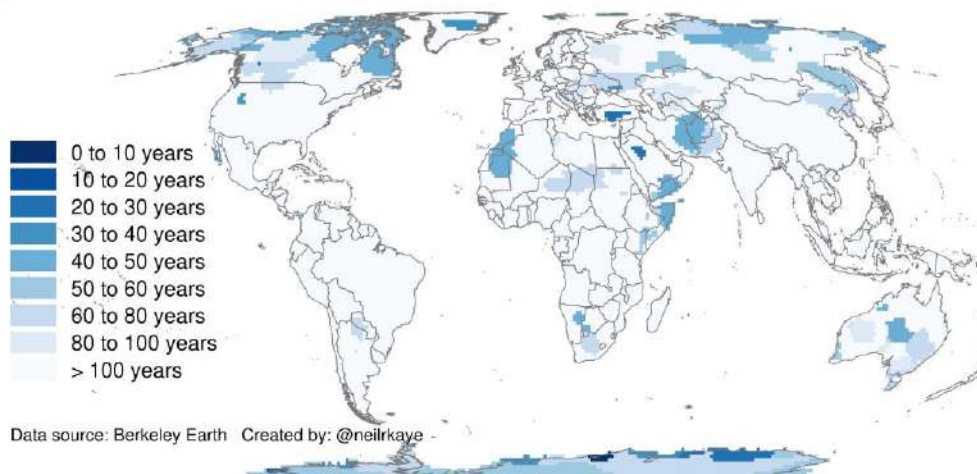 0 to 10 years
10 to 20 years
20 to 30 years
30 to 40 years
40 to 50 years
50 to 60 years
60 to 80 years
80 to 100 years
> 100 years
Data source: Berkeley Earth Created by: @neilrkaye